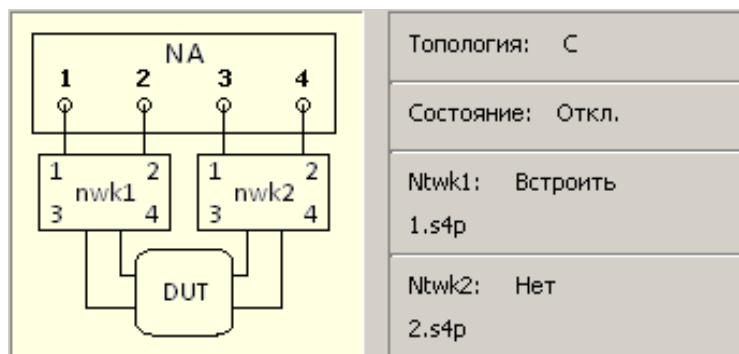 NA
1 2 3 4
1 2 1 2
nwk1 nwk2
3 4 3 4
DUT
Топология: C
Состояние: Откл.
Ntwk1: Встроить
1.s4p
Ntwk2: Нет
2.s4p